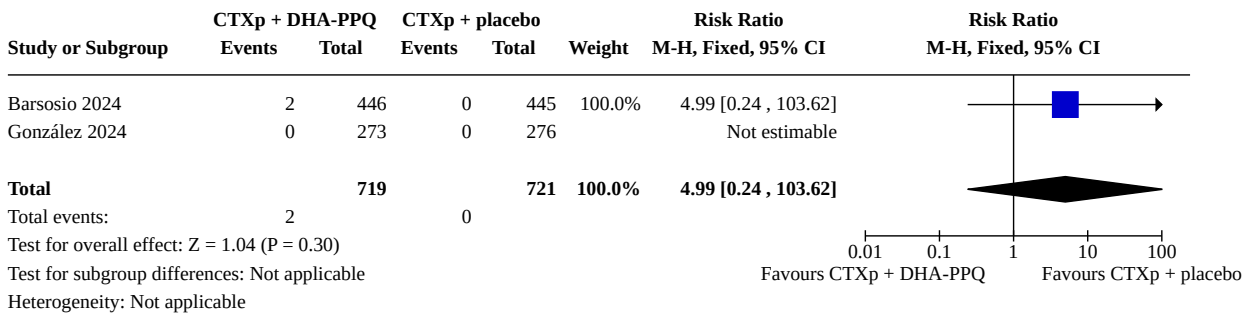 CTXp + DHA-PPQ CTXp + placebo Risk Ratio Risk Ratio
Study or Subgroup Events Total Events Total Weight M-H, Fixed, 95% CI M-H, Fixed, 95% CI
Barsosio 2024 2 446 0 445 100.0% 4.99 [0.24 , 103.62]
González 2024 0 273 0 276 Not estimable
Total 719 721 100.0% 4.99 [0.24 , 103.62]
Total events: 2 0
Test for overall effect: Z = 1.04 (P = 0.30)
0.01 0.1 1 10 100
Test for subgroup differences: Not applicable Favours CTXp + DHA-PPQ Favours CTXp + placebo
Heterogeneity: Not applicable